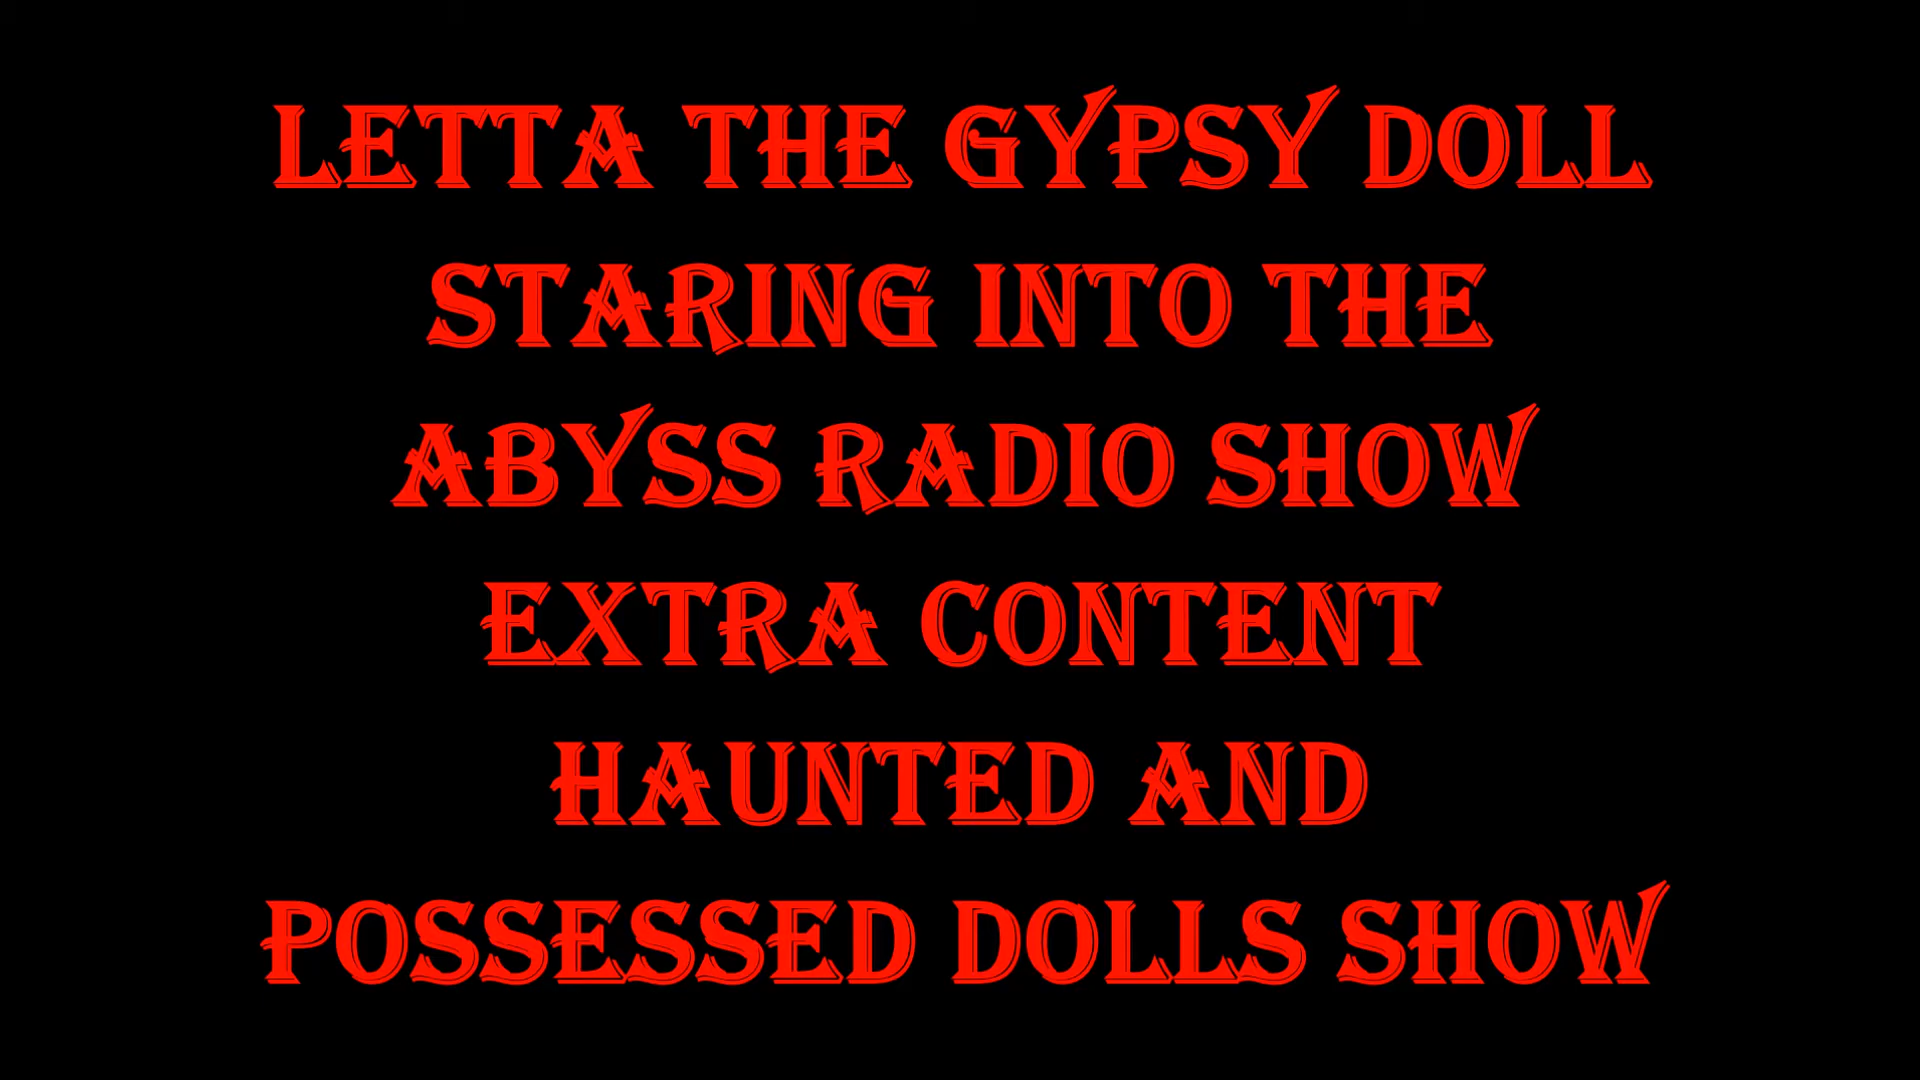 LETTA THE GYPSY DOLL
STARING INTO THE
ABYSS RADIO SHOW
EXTRA CONTENT
HAUNTED AND
POSSESSED DOLLS SHOW